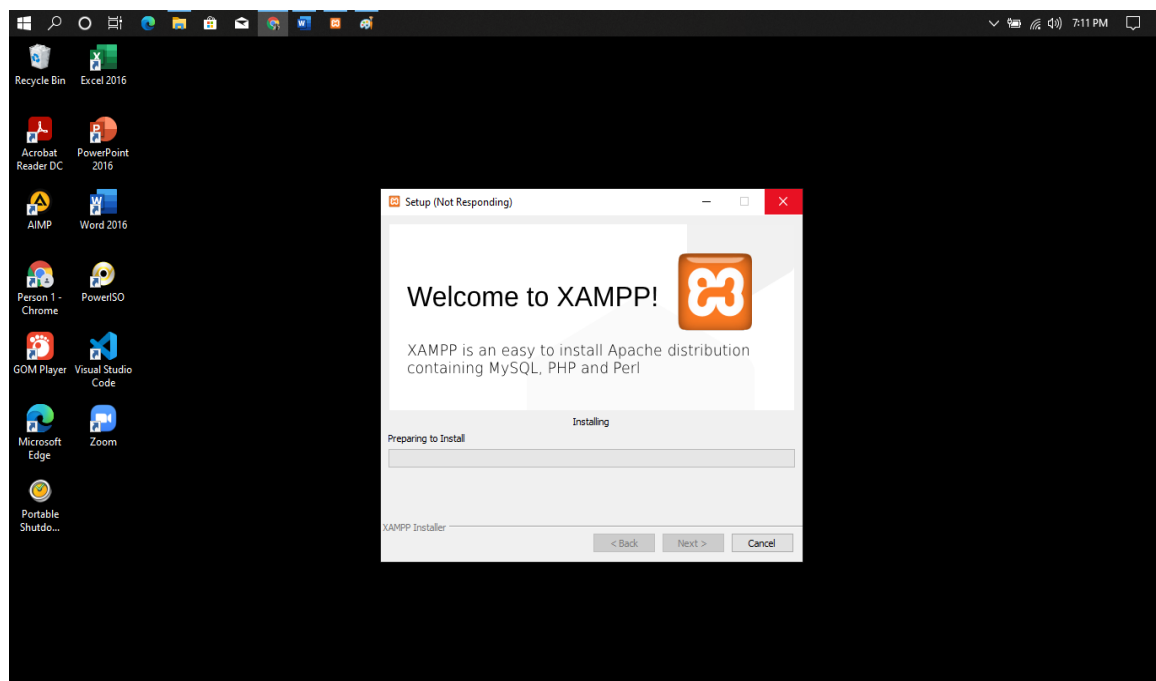 7:11 PM
Recycle Bin
Excel 2016
Acrobat
Reader DC
PowerPoint
2016
AIMP
Word 2016
Person 1 -
Chrome
PowerISO
GOM Player
Visual Studio
Code
Microsoft
Edge
Zoom
Portable
Shutdo...
Setup (Not Responding)
Welcome to XAMPP!
XAMPP is an easy to install Apache distribution
containing MySQL, PHP and Perl
Installing
Preparing to Install
XAMPP Installer
< Back
Next >
Cancel